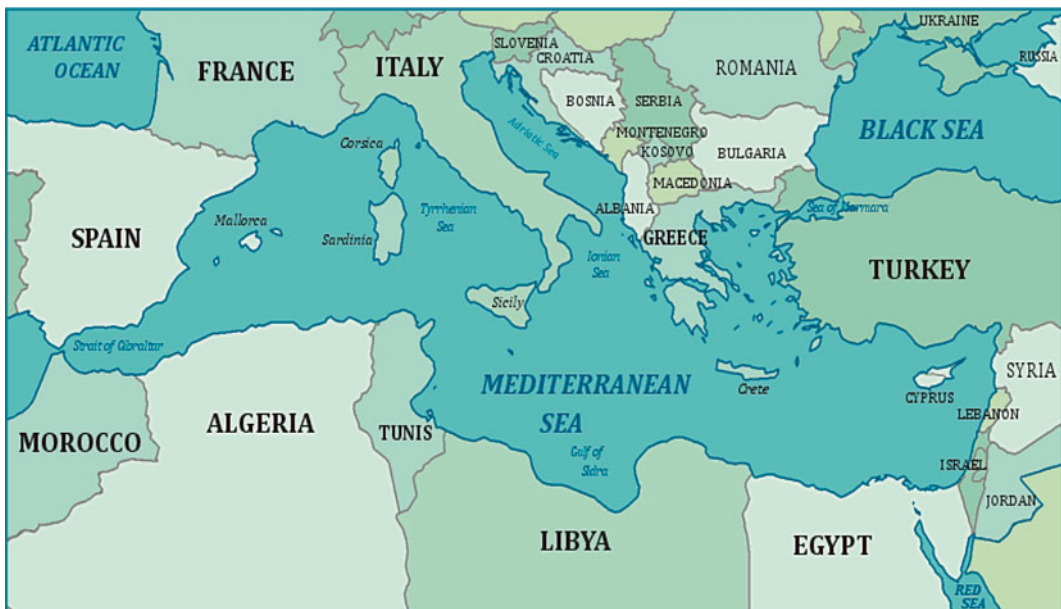 UKRAINE
ATLANTIC
OCEAN
SLOVENIA
CROATIA
RUSSIA
FRANCE
ITALY
ROMANIA
BOSNIA
SERBIA
BLACK SEA
MONTENEGRO
Adriatic Sea
Corsica
KOSOVO
BULGARIA
MACEDONIA
ALBANIA
Sea of Marmara
Mallorca
Tyrrhenian
Sea
SPAIN
Sardinia
GREECE
Ionian
Sea
TURKEY
Sicily
Strait of Gibraltar
SYRIA
MEDITERRANEAN
SEA
Crete
CYPRUS
LEBANON
ALGERIA
MOROCCO
TUNIS
Gulf of
Sidra
ISRAEL
JORDAN
LIBYA
EGYPT
RED
SEA